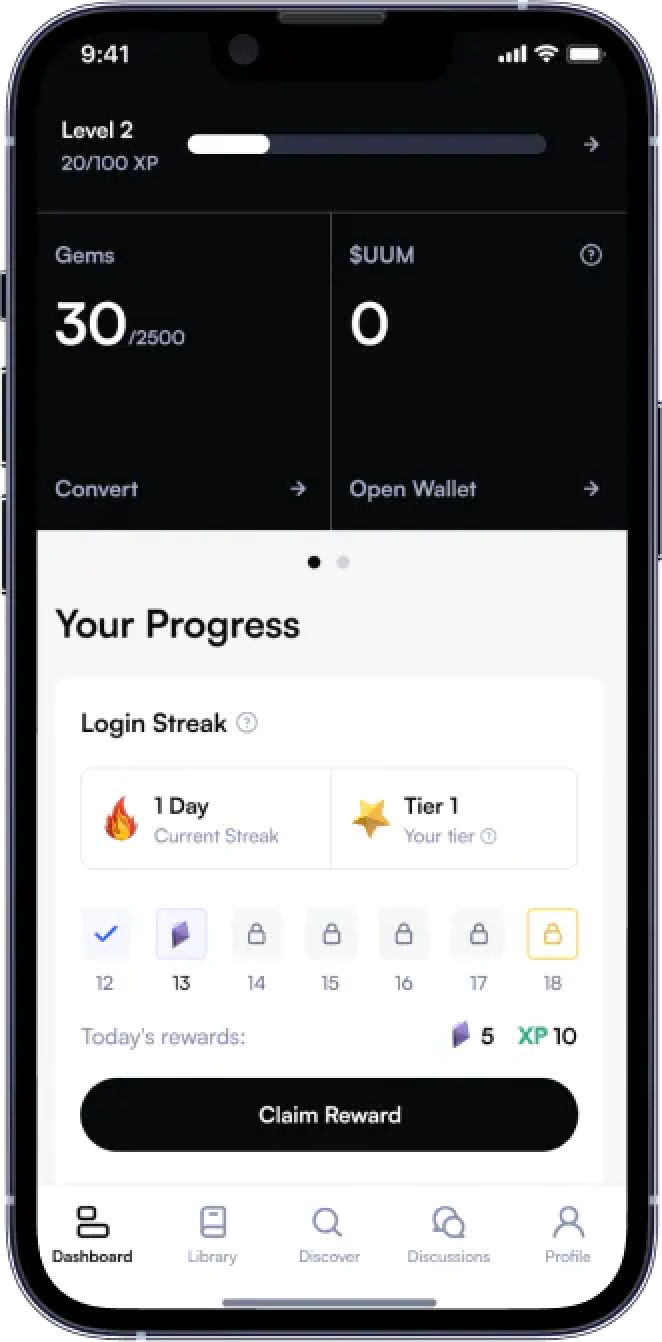 9:41
Level 2
20/100 XP
Gems
30/2500
Convert
$UUM
?
0
Open Wallet
Your Progress
Login Streak ?
1 Day
Current Streak
Tier 1
Your tier ?
12 13 14 15 16 17 18
Today's rewards: 5 XP 10
Claim Reward
Dashboard Library Discover Discussions Profile